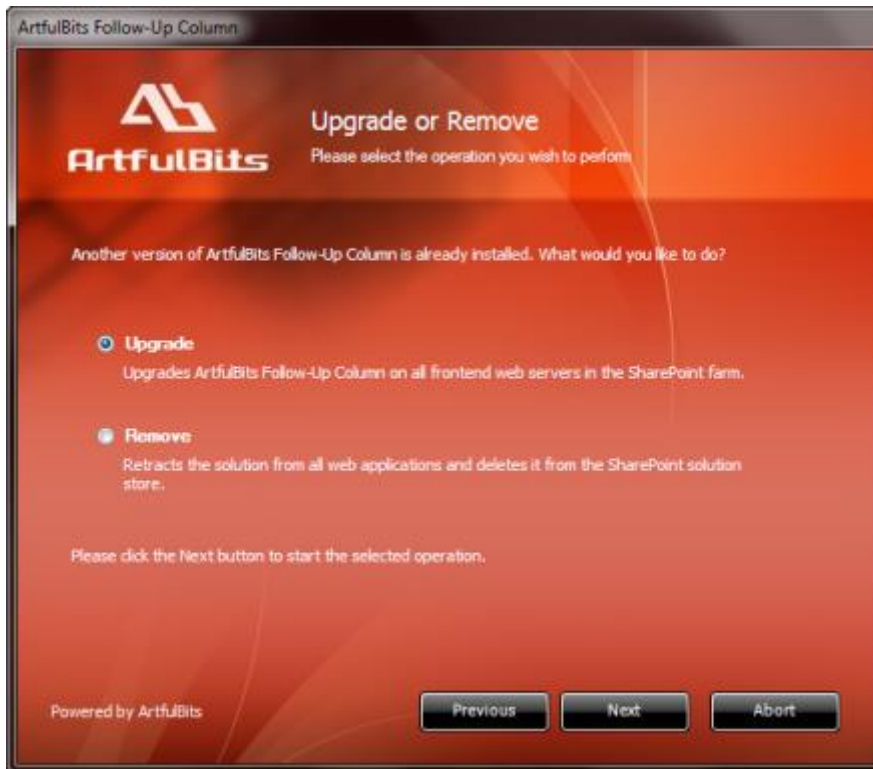 ArtfulBits Follow-Up Column
ArtfulBits
Upgrade or Remove
Please select the operation you wish to perform
Another version of ArtfulBits Follow-Up Column is already installed. What would you like to do?
Upgrade
Upgrades ArtfulBits Follow-Up Column on all frontend web servers in the SharePoint farm.
Remove
Retracts the solution from all web applications and deletes it from the SharePoint solution
store.
Please click the Next button to start the selected operation.
Powered by ArtfulBits
Previous
Next
Abort